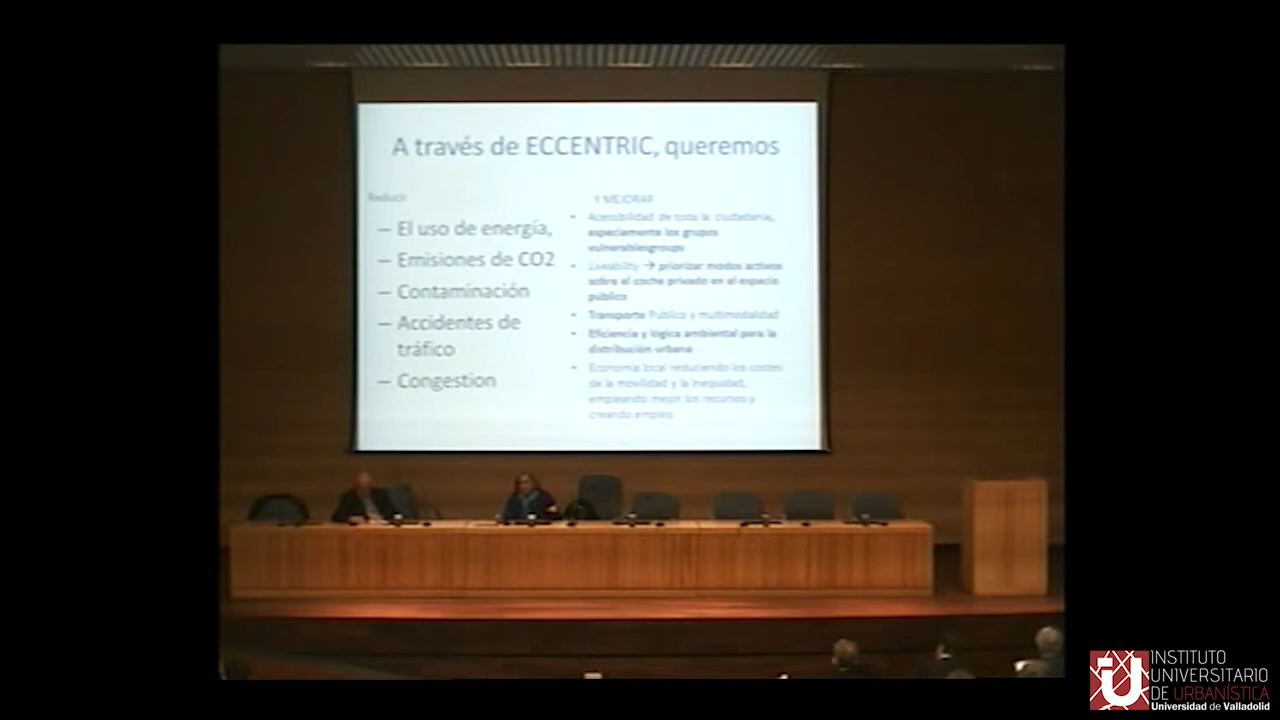 A través de ECCENTRIC, queremos
Reducir
– El uso de energía,
– Emisiones de CO2
– Contaminación
– Accidentes de
tráfico
– Congestion
Y MEJORAR
• Acesibilidad de toda la ciudadania,
especiamente los grupos
vulnerablesgroups
• Liveability → priorizar modos activos
sobre el coche privado en el espacio
público
• Transporte Publico y multimodalidad
• Eficiencia y lógica ambiental para la
distribución urbana
• Economía local reduciendo los costes
de la movilidad y la inequidad,
empleando mejor los recursos y
creando empleo
INSTITUTO
UNIVERSITARIO
DE URBANÍSTICA
Universidad de Valladolid